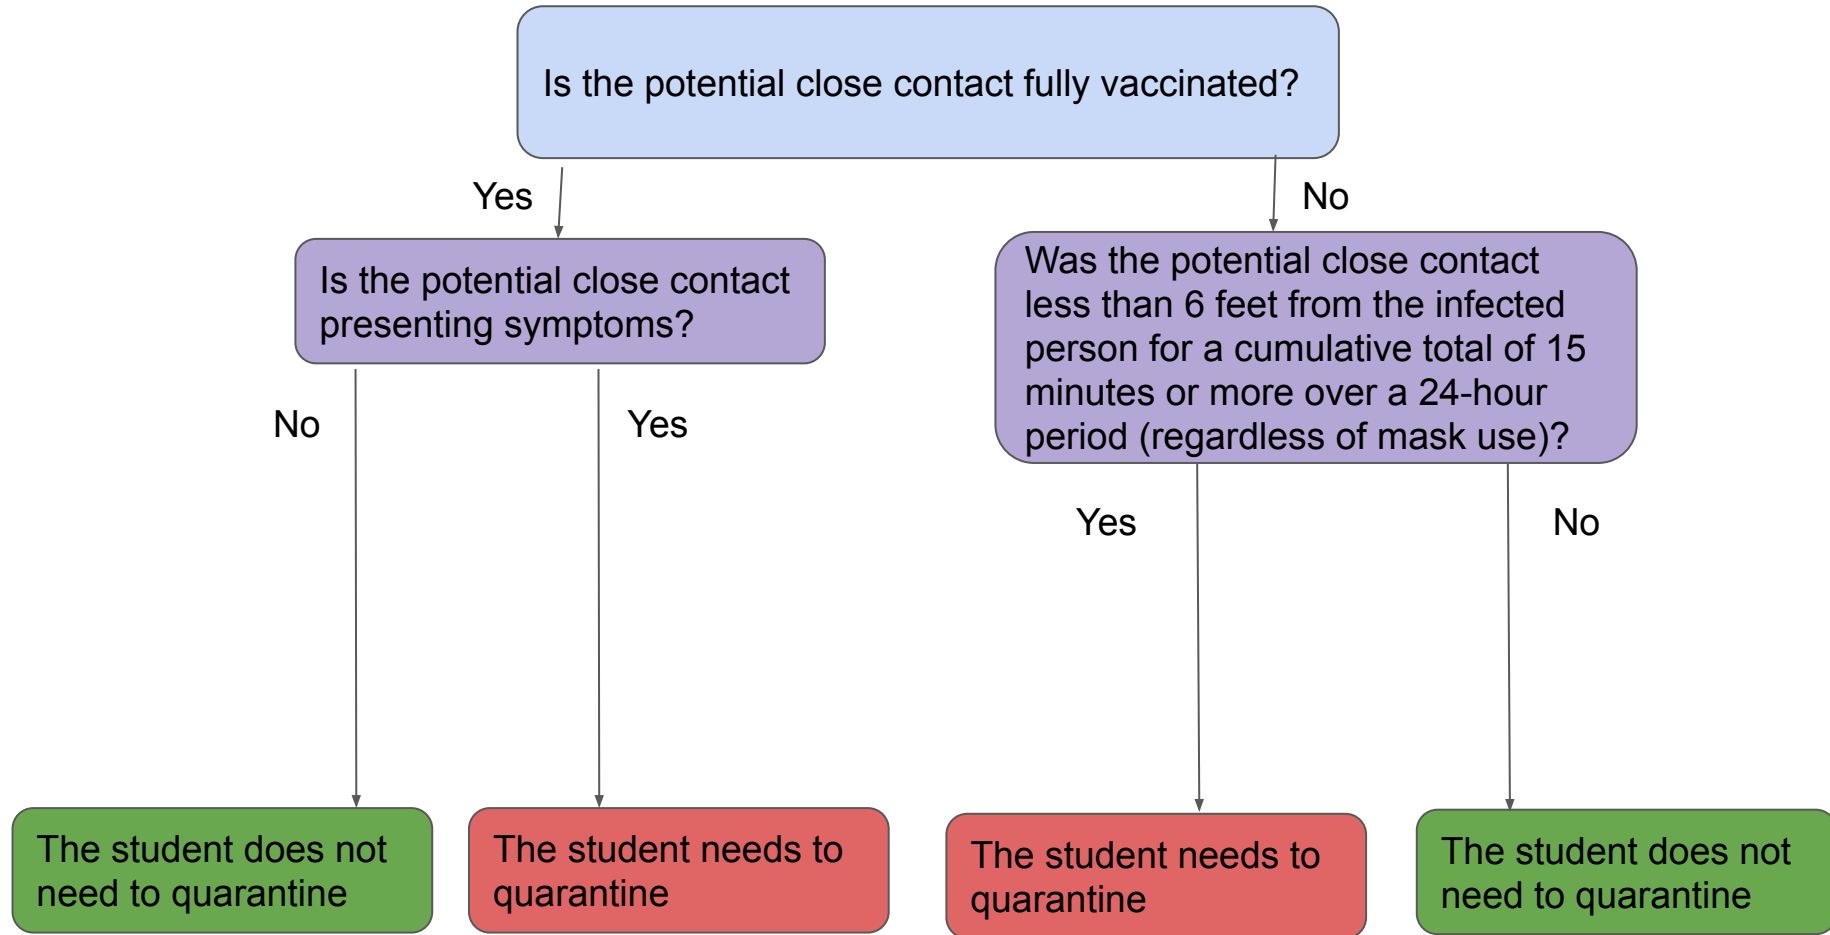 Is the potential close contact fully vaccinated?
Yes
No
Is the potential close contact
presenting symptoms?
Was the potential close contact
less than 6 feet from the infected
person for a cumulative total of 15
minutes or more over a 24-hour
period (regardless of mask use)?
No
Yes
Yes
No
The student does not
need to quarantine
The student needs to
quarantine
The student needs to
quarantine
The student does not
need to quarantine